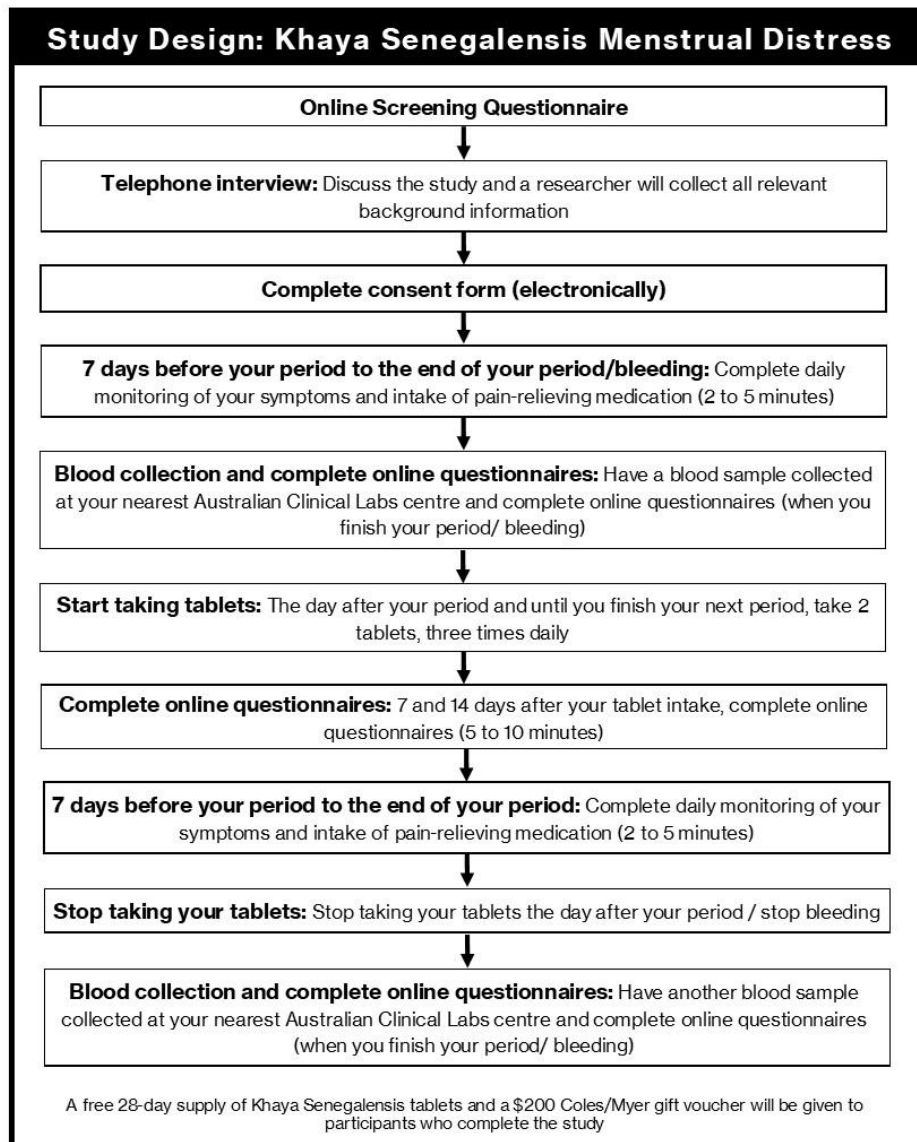 Study Design: Khaya Senegalensis Menstrual Distress
Online Screening Questionnaire
Telephone interview: Discuss the study and a researcher will collect all relevant
background information
Complete consent form (electronically)
7 days before your period to the end of your period/bleeding: Complete daily
monitoring of your symptoms and intake of pain-relieving medication (2 to 5 minutes)
Blood collection and complete online questionnaires: Have a blood sample collected
at your nearest Australian Clinical Labs centre and complete online questionnaires (when you
finish your period/ bleeding)
Start taking tablets: The day after your period and until you finish your next period, take 2
tablets, three times daily
Complete online questionnaires: 7 and 14 days after your tablet intake, complete online
questionnaires (5 to 10 minutes)
7 days before your period to the end of your period: Complete daily monitoring of your
symptoms and intake of pain-relieving medication (2 to 5 minutes)
Stop taking your tablets: Stop taking your tablets the day after your period / stop bleeding
Blood collection and complete online questionnaires: Have another blood sample
collected at your nearest Australian Clinical Labs centre and complete online questionnaires
(when you finish your period/ bleeding)
A free 28-day supply of Khaya Senegalensis tablets and a $200 Coles/Myer gift voucher will be given to
participants who complete the study